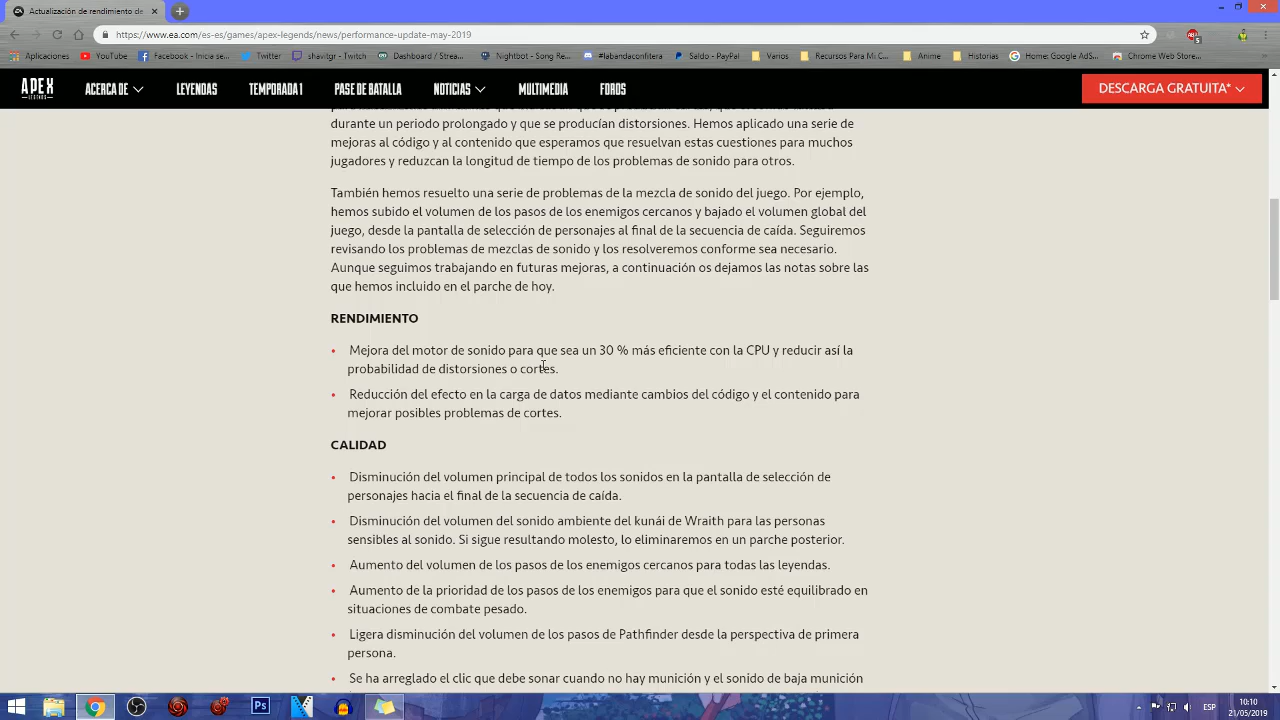 Actualización de rendimiento de
https://www.ea.com/es-es/games/apex-legends/news/performance-update-may-2019
Aplicaciones YouTube Facebook Twitter shavitgr - Twitch Dashboard / Strea... Nightbot - Song Re... #labandaconfitera Saldo - PayPal Varios Recursos Para Mi C... Anime Historias Home: Google AdS... Chrome Web Store...
APEX
LEGENDS
ACERCA DE LEYENDAS TEMPORADA 1 PASE DE BATALLA NOTICIAS MULTIMEDIA FOROS DESCARGA GRATUITA*
durante un periodo prolongado y que se producían distorsiones. Hemos aplicado una serie de
mejoras al código y al contenido que esperamos que resuelvan estas cuestiones para muchos
jugadores y reduzcan la longitud de tiempo de los problemas de sonido para otros.
También hemos resuelto una serie de problemas de la mezcla de sonido del juego. Por ejemplo,
hemos subido el volumen de los pasos de los enemigos cercanos y bajado el volumen global del
juego, desde la pantalla de selección de personajes al final de la secuencia de caída. Seguiremos
revisando los problemas de mezclas de sonido y los resolveremos conforme sea necesario.
Aunque seguimos trabajando en futuras mejoras, a continuación os dejamos las notas sobre las
que hemos incluido en el parche de hoy.
RENDIMIENTO
• Mejora del motor de sonido para que sea un 30 % más eficiente con la CPU y reducir así la
probabilidad de distorsiones o cortes.
• Reducción del efecto en la carga de datos mediante cambios del código y el contenido para
mejorar posibles problemas de cortes.
CALIDAD
• Disminución del volumen principal de todos los sonidos en la pantalla de selección de
personajes hacia el final de la secuencia de caída.
• Disminución del volumen del sonido ambiente del kunái de Wraith para las personas
sensibles al sonido. Si sigue resultando molesto, lo eliminaremos en un parche posterior.
• Aumento del volumen de los pasos de los enemigos cercanos para todas las leyendas.
• Aumento de la prioridad de los pasos de los enemigos para que el sonido esté equilibrado en
situaciones de combate pesado.
• Ligera disminución del volumen de los pasos de Pathfinder desde la perspectiva de primera
persona.
• Se ha arreglado el clic que debe sonar cuando no hay munición y el sonido de baja munición
Ps
ESP
10:10
21/05/2019